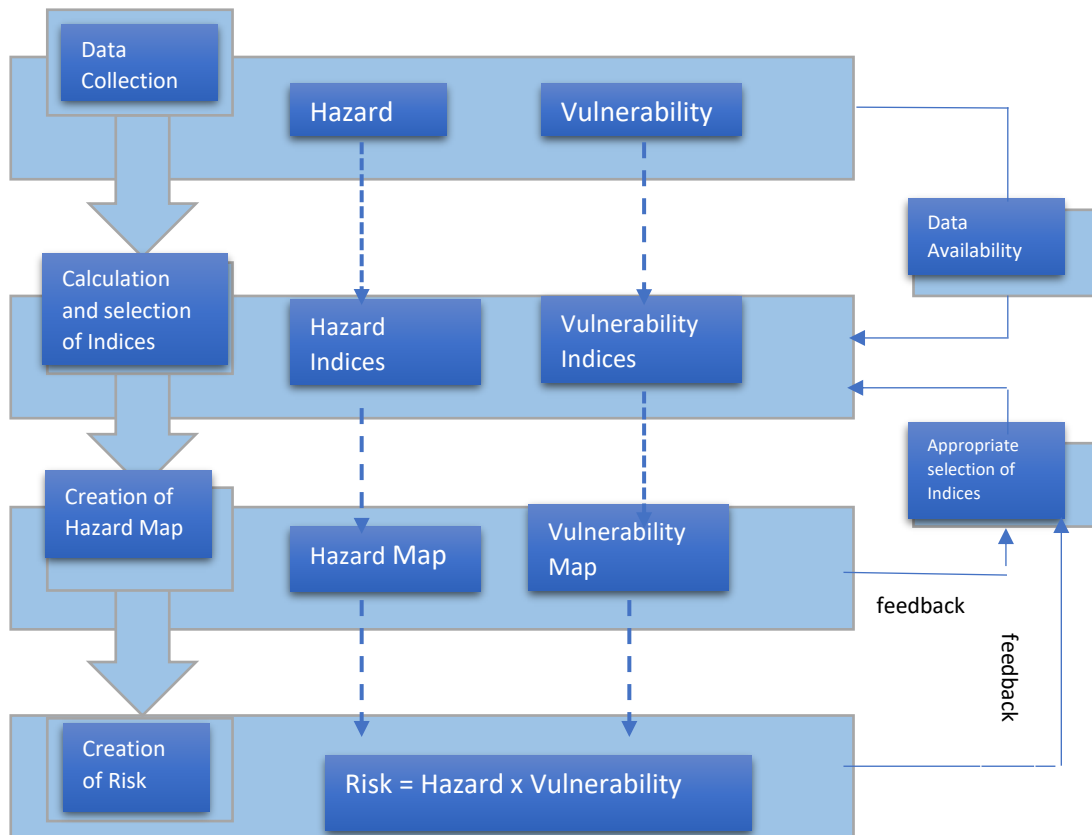 Data
Collection
Hazard
Vulnerability
Data
Availability
Calculation
and selection
of Indices
Hazard
Indices
Vulnerability
Indices
Appropriate
selection of
Indices
Creation of
Hazard Map
Hazard Map
Vulnerability
Map
feedback
feedback
Creation
of Risk
Risk = Hazard x Vulnerability